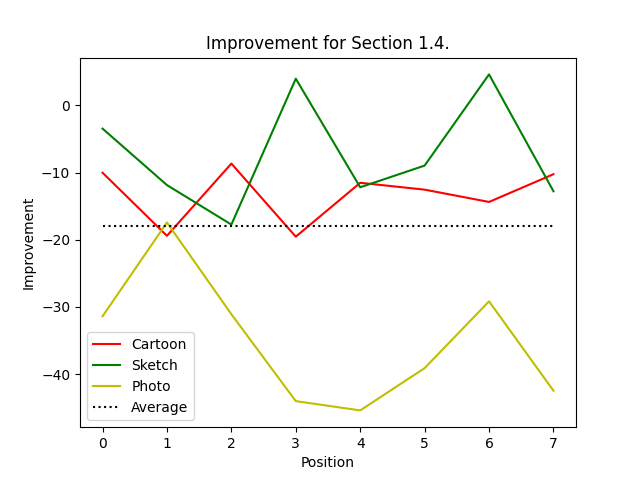 Improvement for Section 1.4.
Improvement
0
−10
−20
−30
−40
Cartoon
Sketch
Photo
Average
0 1 2 3 4 5 6 7
Position